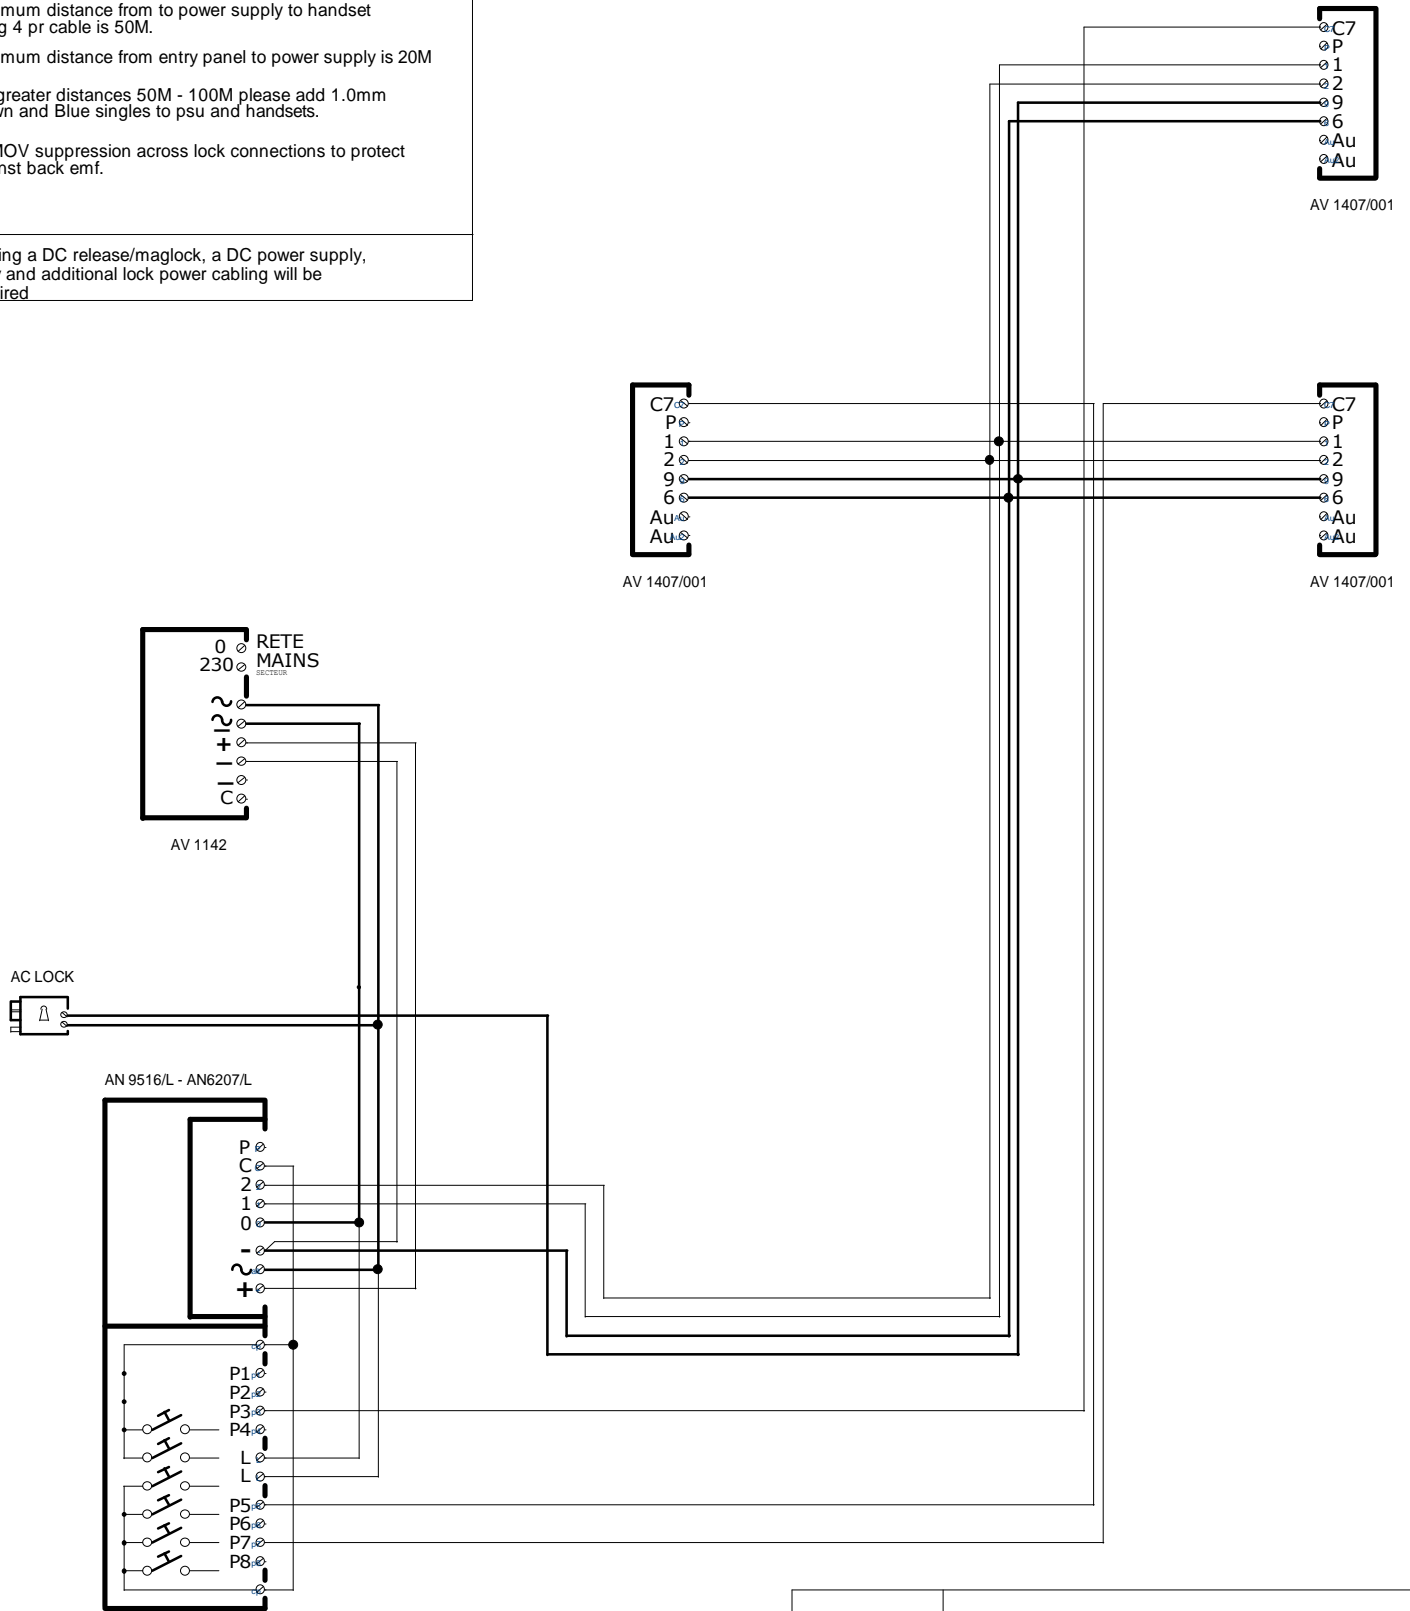 mum distance from to power supply to handset
g 4 pr cable is 50M.
mum distance from entry panel to power supply is 20M
greater distances 50M - 100M please add 1.0mm
n and Blue singles to psu and handsets.
MOV suppression across lock connections to protect
nst back emf.
ing a DC release/maglock, a DC power supply,
and additional lock power cabling will be
ired
C7
P
1
2
9
6
Au
Au
AV 1407/001
C7
P
1
2
9
6
Au
Au
AV 1407/001
C7
P
1
2
9
6
Au
Au
AV 1407/001
0
230
RETE
MAINS
SECTEUR
~
~
+
–
–
C
AV 1142
AC LOCK
AN 9516/L - AN6207/L
P
C
2
1
0
-
~
+
P1
P2
P3
P4
L
L
P5
P6
P7
P8